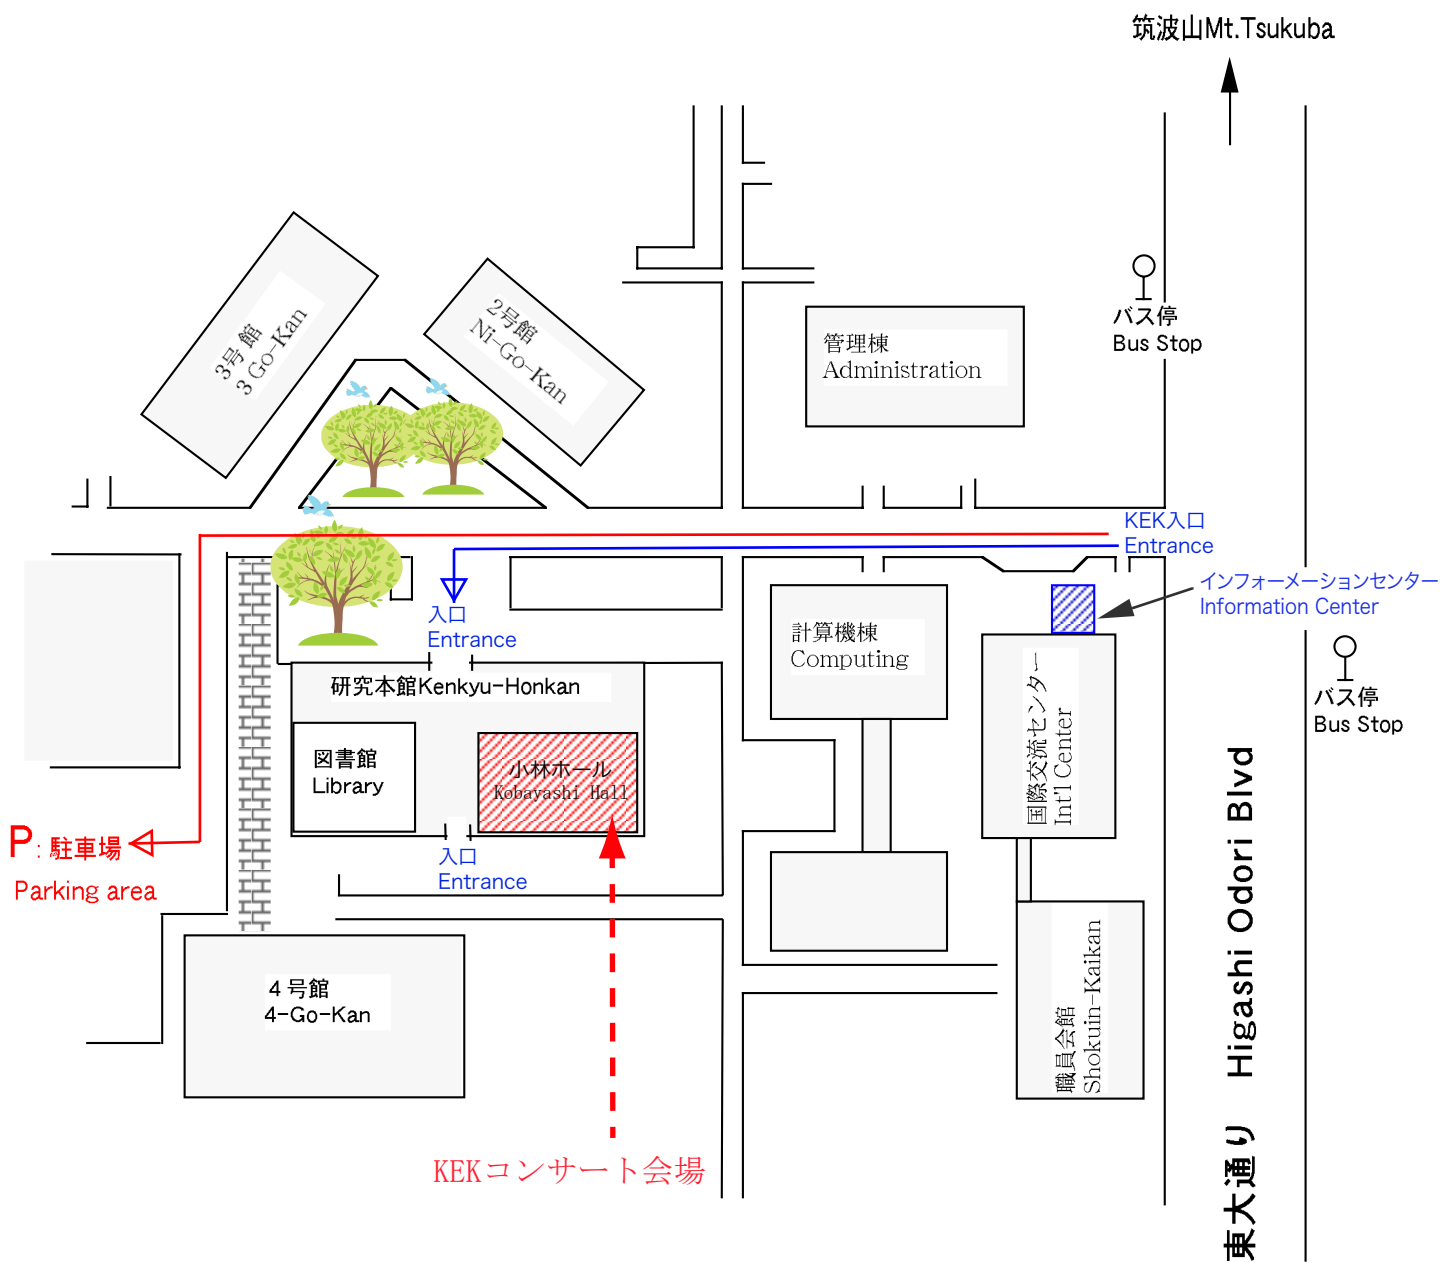 筑波山Mt.Tsukuba
バス停
Bus Stop
3号 館
3 Go-Kan
2号館
Ni-Go-Kan
管理棟
Administration
KEK入口
Entrance
インフォーメーションセンター
Information Center
入口
Entrance
計算機棟
Computing
国際交流センター
Int'l Center
バス停
Bus Stop
研究本館Kenkyu-Honkan
図書館
Library
小林ホール
Kobayashi Hall
P: 駐車場
Parking area
入口
Entrance
4 号館
4-Go-Kan
職員会館
Shokuin-Kaikan
東大通り Higashi Odori Blvd
KEKコンサート会場